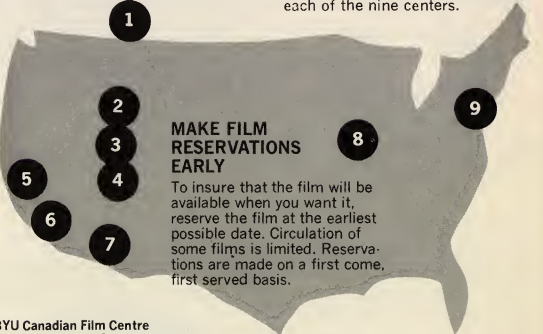 each of the nine centers.
1
2
3
4
5
6
7
8
9
MAKE FILM
RESERVATIONS
EARLY
To insure that the film will be
available when you want it,
reserve the film at the earliest
possible date. Circulation of
some films is limited. Reserva-
tions are made on a first come,
first served basis.
BYU Canadian Film Centre